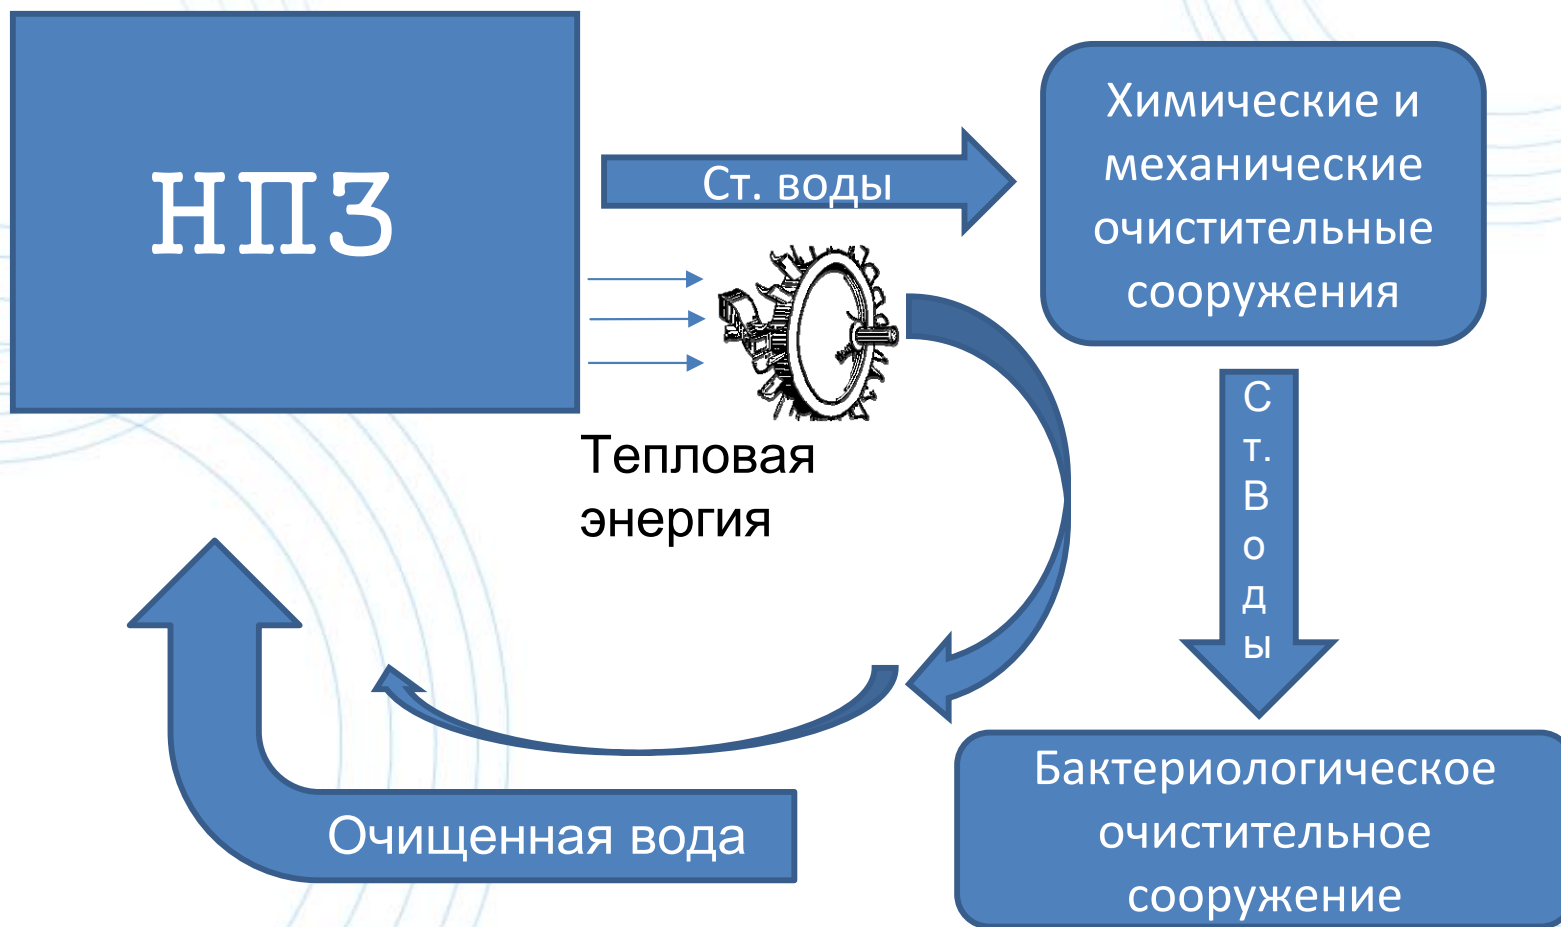 НПЗ
Ст. воды
Химические и
механические
очистительные
сооружения
Тепловая
энергия
С
т.
В
о
д
ы
Очищенная вода
Бактериологическое
очистительное
сооружение